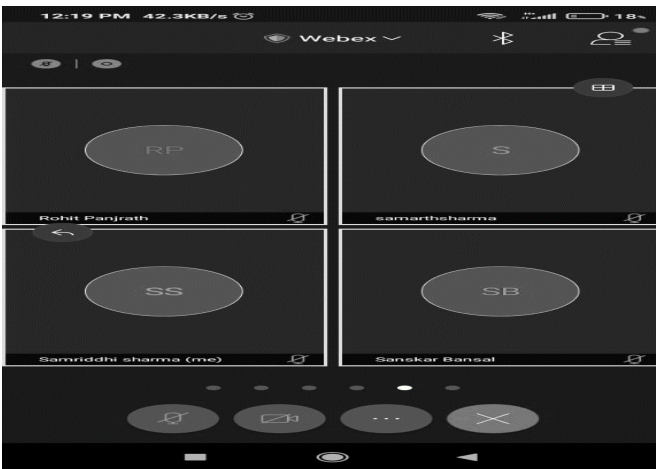 12:19 PM 42.3KB/s 18%
Webex
RP
S
Rohit Panjrath
samarthsharma
SS
SB
Samriddhi sharma (me)
Sanskar Bansal